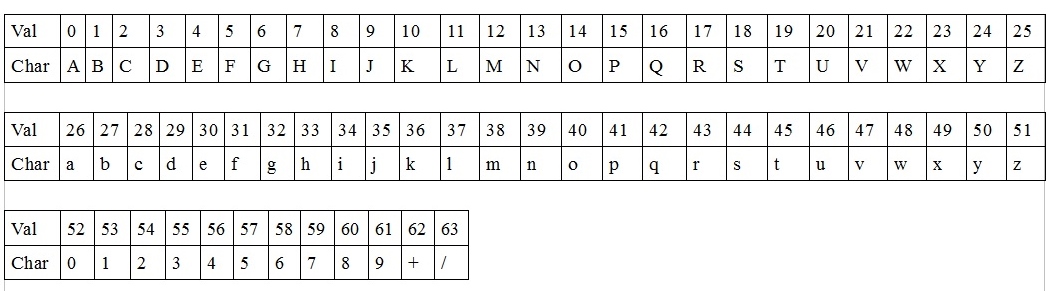 Val 0 1 2 3 4 5 6 7 8 9 10 11 12 13 14 15 16 17 18 19 20 21 22 23 24 25
Char A B C D E F G H I J K L M N O P Q R S T U V W X Y Z
Val 26 27 28 29 30 31 32 33 34 35 36 37 38 39 40 41 42 43 44 45 46 47 48 49 50 51
Char a b c d e f g h i j k l m n o p q r s t u v w x y z
Val 52 53 54 55 56 57 58 59 60 61 62 63
Char 0 1 2 3 4 5 6 7 8 9 + /